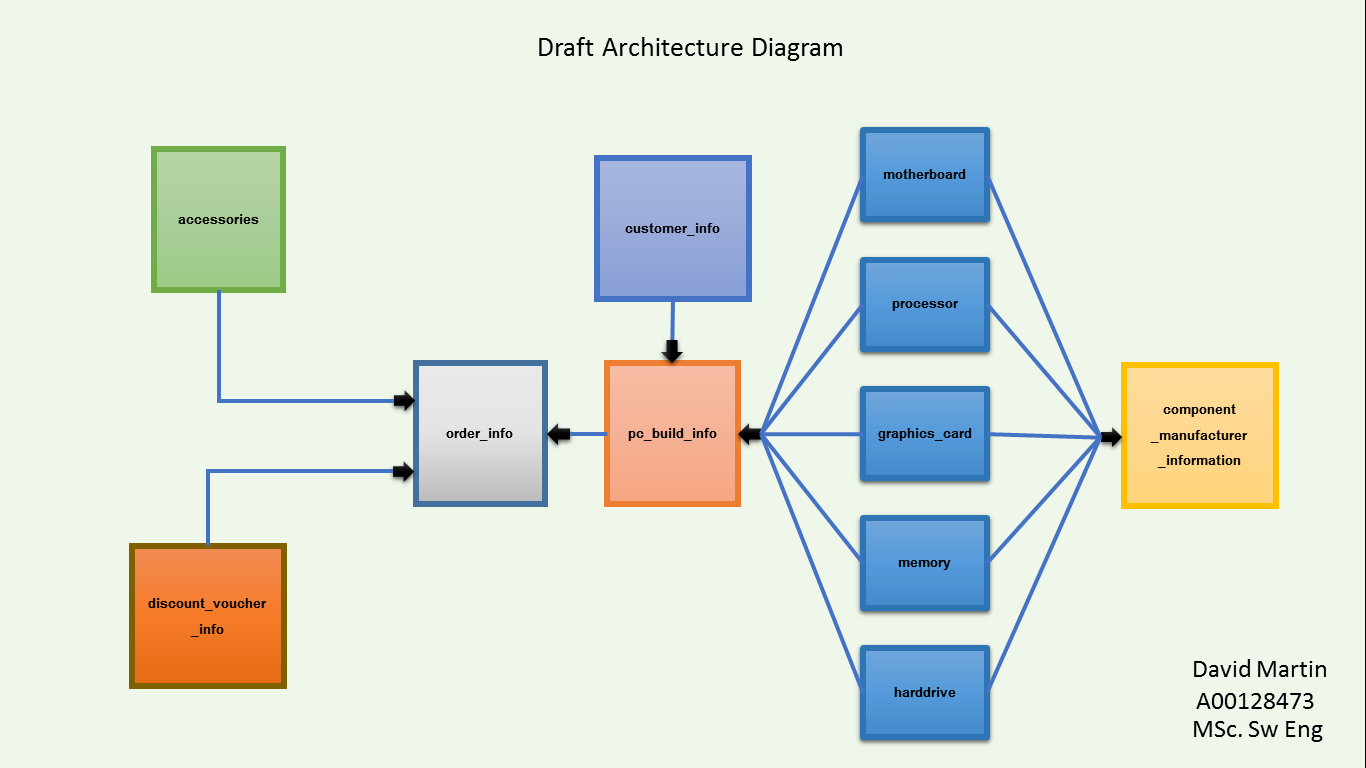 Draft Architecture Diagram
accessories
customer_info
motherboard
processor
order_info
pc_build_info
graphics_card
component
_manufacturer
_information
discount_voucher
_info
memory
harddrive
David Martin
A00128473
MSc. Sw Eng